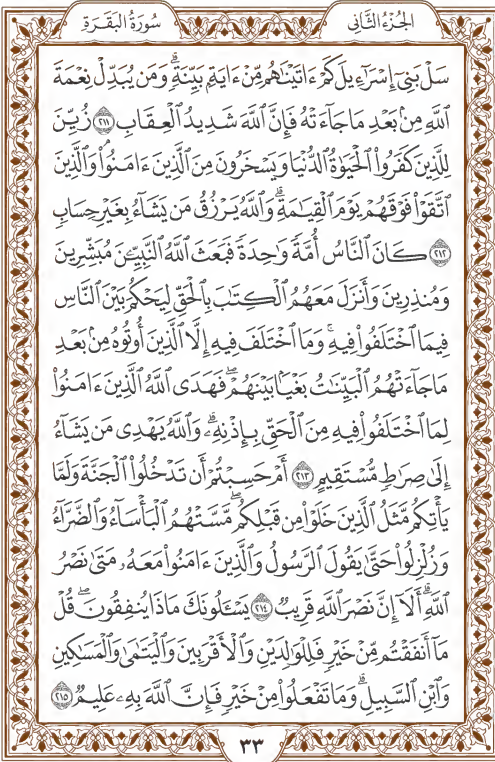 الجزء الثاني
سورة البقرة
سَلْ بَنِىٓ إِسْرَٰٓءِيلَ كَمْ ءَاتَيْنَٰهُم مِّنْ ءَايَةِۭ بَيِّنَةٍۗ وَمَن يُبَدِّلْ نِعْمَةَ
ٱللَّهِ مِنۢ بَعْدِ مَا جَآءَتْهُ فَإِنَّ ٱللَّهَ شَدِيدُ ٱلْعِقَابِ ٢١١ زُيِّنَ
لِلَّذِينَ كَفَرُوا۟ ٱلْحَيَوٰةُ ٱلدُّنْيَا وَيَسْخَرُونَ مِنَ ٱلَّذِينَ ءَامَنُوا۟ۘ وَٱلَّذِينَ
ٱتَّقَوْا۟ فَوْقَهُمْ يَوْمَ ٱلْقِيَٰمَةِۗ وَٱللَّهُ يَرْزُقُ مَن يَشَآءُ بِغَيْرِ حِسَابٍ
٢١٢ كَانَ ٱلنَّاسُ أُمَّةً وَٰحِدَةً فَبَعَثَ ٱللَّهُ ٱلنَّبِيِّۦنَ مُبَشِّرِينَ
وَمُنذِرِينَ وَأَنزَلَ مَعَهُمُ ٱلْكِتَٰبَ بِٱلْحَقِّ لِيَحْكُمَ بَيْنَ ٱلنَّاسِ
فِيمَا ٱخْتَلَفُوا۟ فِيهِۚ وَمَا ٱخْتَلَفَ فِيهِ إِلَّا ٱلَّذِينَ أُوتُوهُ مِنۢ بَعْدِ
مَا جَآءَتْهُمُ ٱلْبَيِّنَٰتُ بَغْيًۢا بَيْنَهُمْۖ فَهَدَى ٱللَّهُ ٱلَّذِينَ ءَامَنُوا۟
لِمَا ٱخْتَلَفُوا۟ فِيهِ مِنَ ٱلْحَقِّ بِإِذْنِهِۦۗ وَٱللَّهُ يَهْدِى مَن يَشَآءُ
إِلَىٰ صِرَٰطٍ مُّسْتَقِيمٍ ٢١٣ أَمْ حَسِبْتُمْ أَن تَدْخُلُوا۟ ٱلْجَنَّةَ وَلَمَّا
يَأْتِكُم مَّثَلُ ٱلَّذِينَ خَلَوْا۟ مِن قَبْلِكُمۖ مَّسَّتْهُمُ ٱلْبَأْسَآءُ وَٱلضَّرَّآءُ
وَزُلْزِلُوا۟ حَتَّىٰ يَقُولَ ٱلرَّسُولُ وَٱلَّذِينَ ءَامَنُوا۟ مَعَهُۥ مَتَىٰ نَصْرُ
ٱللَّهِۗ أَلَآ إِنَّ نَصْرَ ٱللَّهِ قَرِيبٌ ٢١٤ يَسْـَٔلُونَكَ مَاذَا يُنفِقُونَۖ قُلْ
مَآ أَنفَقْتُم مِّنْ خَيْرٍ فَلِلْوَٰلِدَيْنِ وَٱلْأَقْرَبِينَ وَٱلْيَتَٰمَىٰ وَٱلْمَسَٰكِينِ
وَٱبْنِ ٱلسَّبِيلِۗ وَمَا تَفْعَلُوا۟ مِنْ خَيْرٍ فَإِنَّ ٱللَّهَ بِهِۦ عَلِيمٌ ٢١٥
٣٣